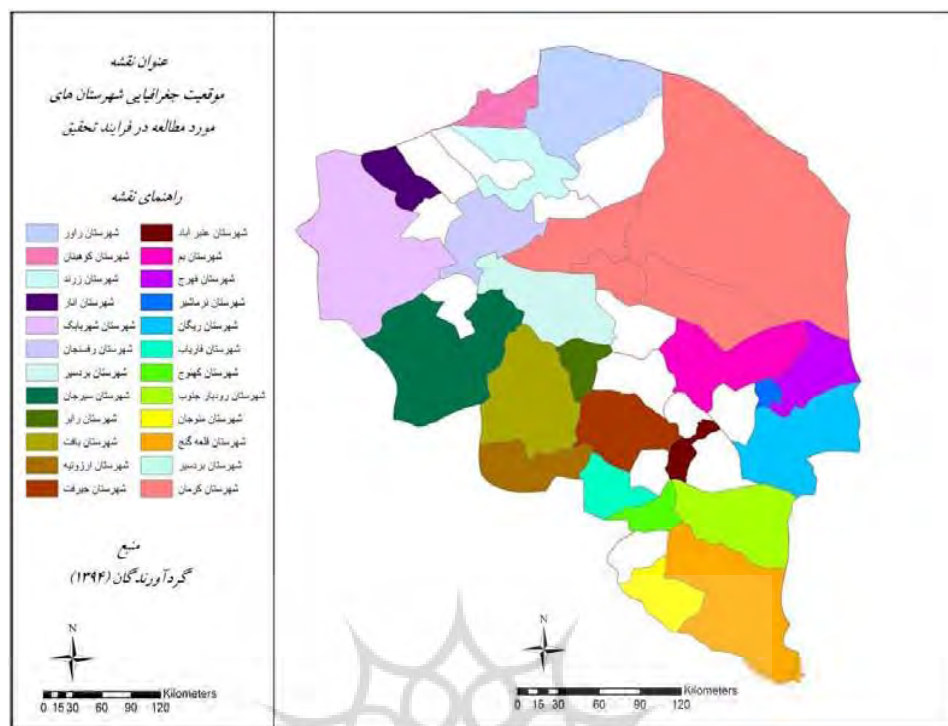 عنوان نقشه
موقعیت جغرافیایی شهرستان های
مورد مطالعه در فرایند تحقیق
راهنمای نقشه
شهرستان عنبر اباد
شهرستان راور
شهرستان بم
شهرستان کوهبنان
شهرستان فهرج
شهرستان زرند
شهرستان نرماشیر
شهرستان انار
شهرستان ریگان
شهرستان شهربابک
شهرستان فاریاب
شهرستان رفسنجان
شهرستان کهنوج
شهرستان بردسیر
شهرستان رودبار جنوب
شهرستان سیرجان
شهرستان منوجان
شهرستان رابر
شهرستان قلعه گنج
شهرستان بافت
شهرستان بردسیر
شهرستان ارزوئیه
شهرستان کرمان
شهرستان جیرفت
منبع
گردآورندگان (۱۳۹۴)
N
Kilometers
0 15 30 60 90 120
N
Kilometers
0 15 30 60 90 120